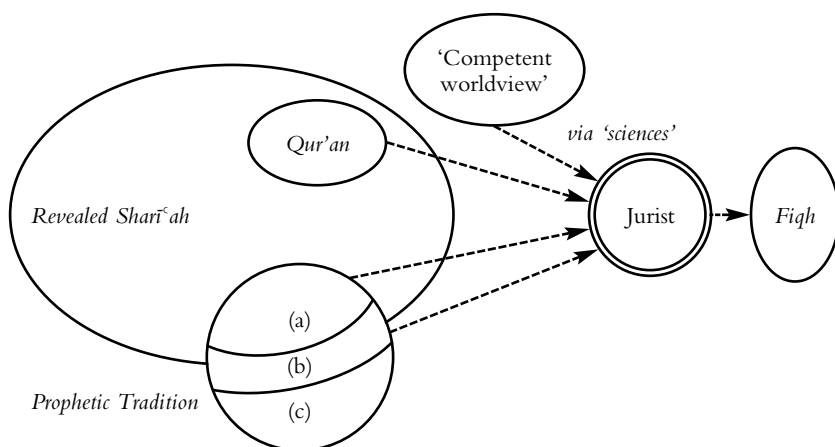 ‘Competent
worldview’
via ‘sciences’
Qur’an
Revealed Sharīʿah
Jurist
Fiqh
(a)
(b)
(c)
Prophetic Tradition